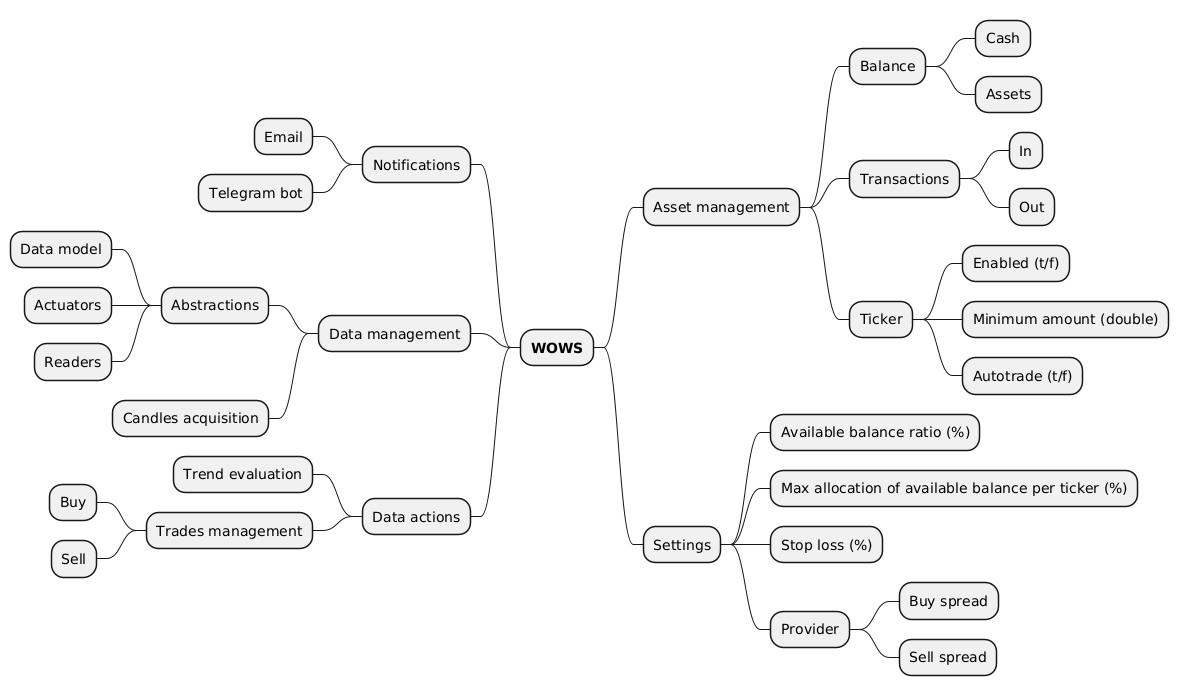 WOWS
Asset management
Balance
Cash
Assets
Transactions
In
Out
Ticker
Enabled (t/f)
Minimum amount (double)
Autotrade (t/f)
Settings
Available balance ratio (%)
Max allocation of available balance per ticker (%)
Stop loss (%)
Provider
Buy spread
Sell spread
Notifications
Email
Telegram bot
Data management
Abstractions
Data model
Actuators
Readers
Candles acquisition
Data actions
Trend evaluation
Trades management
Buy
Sell